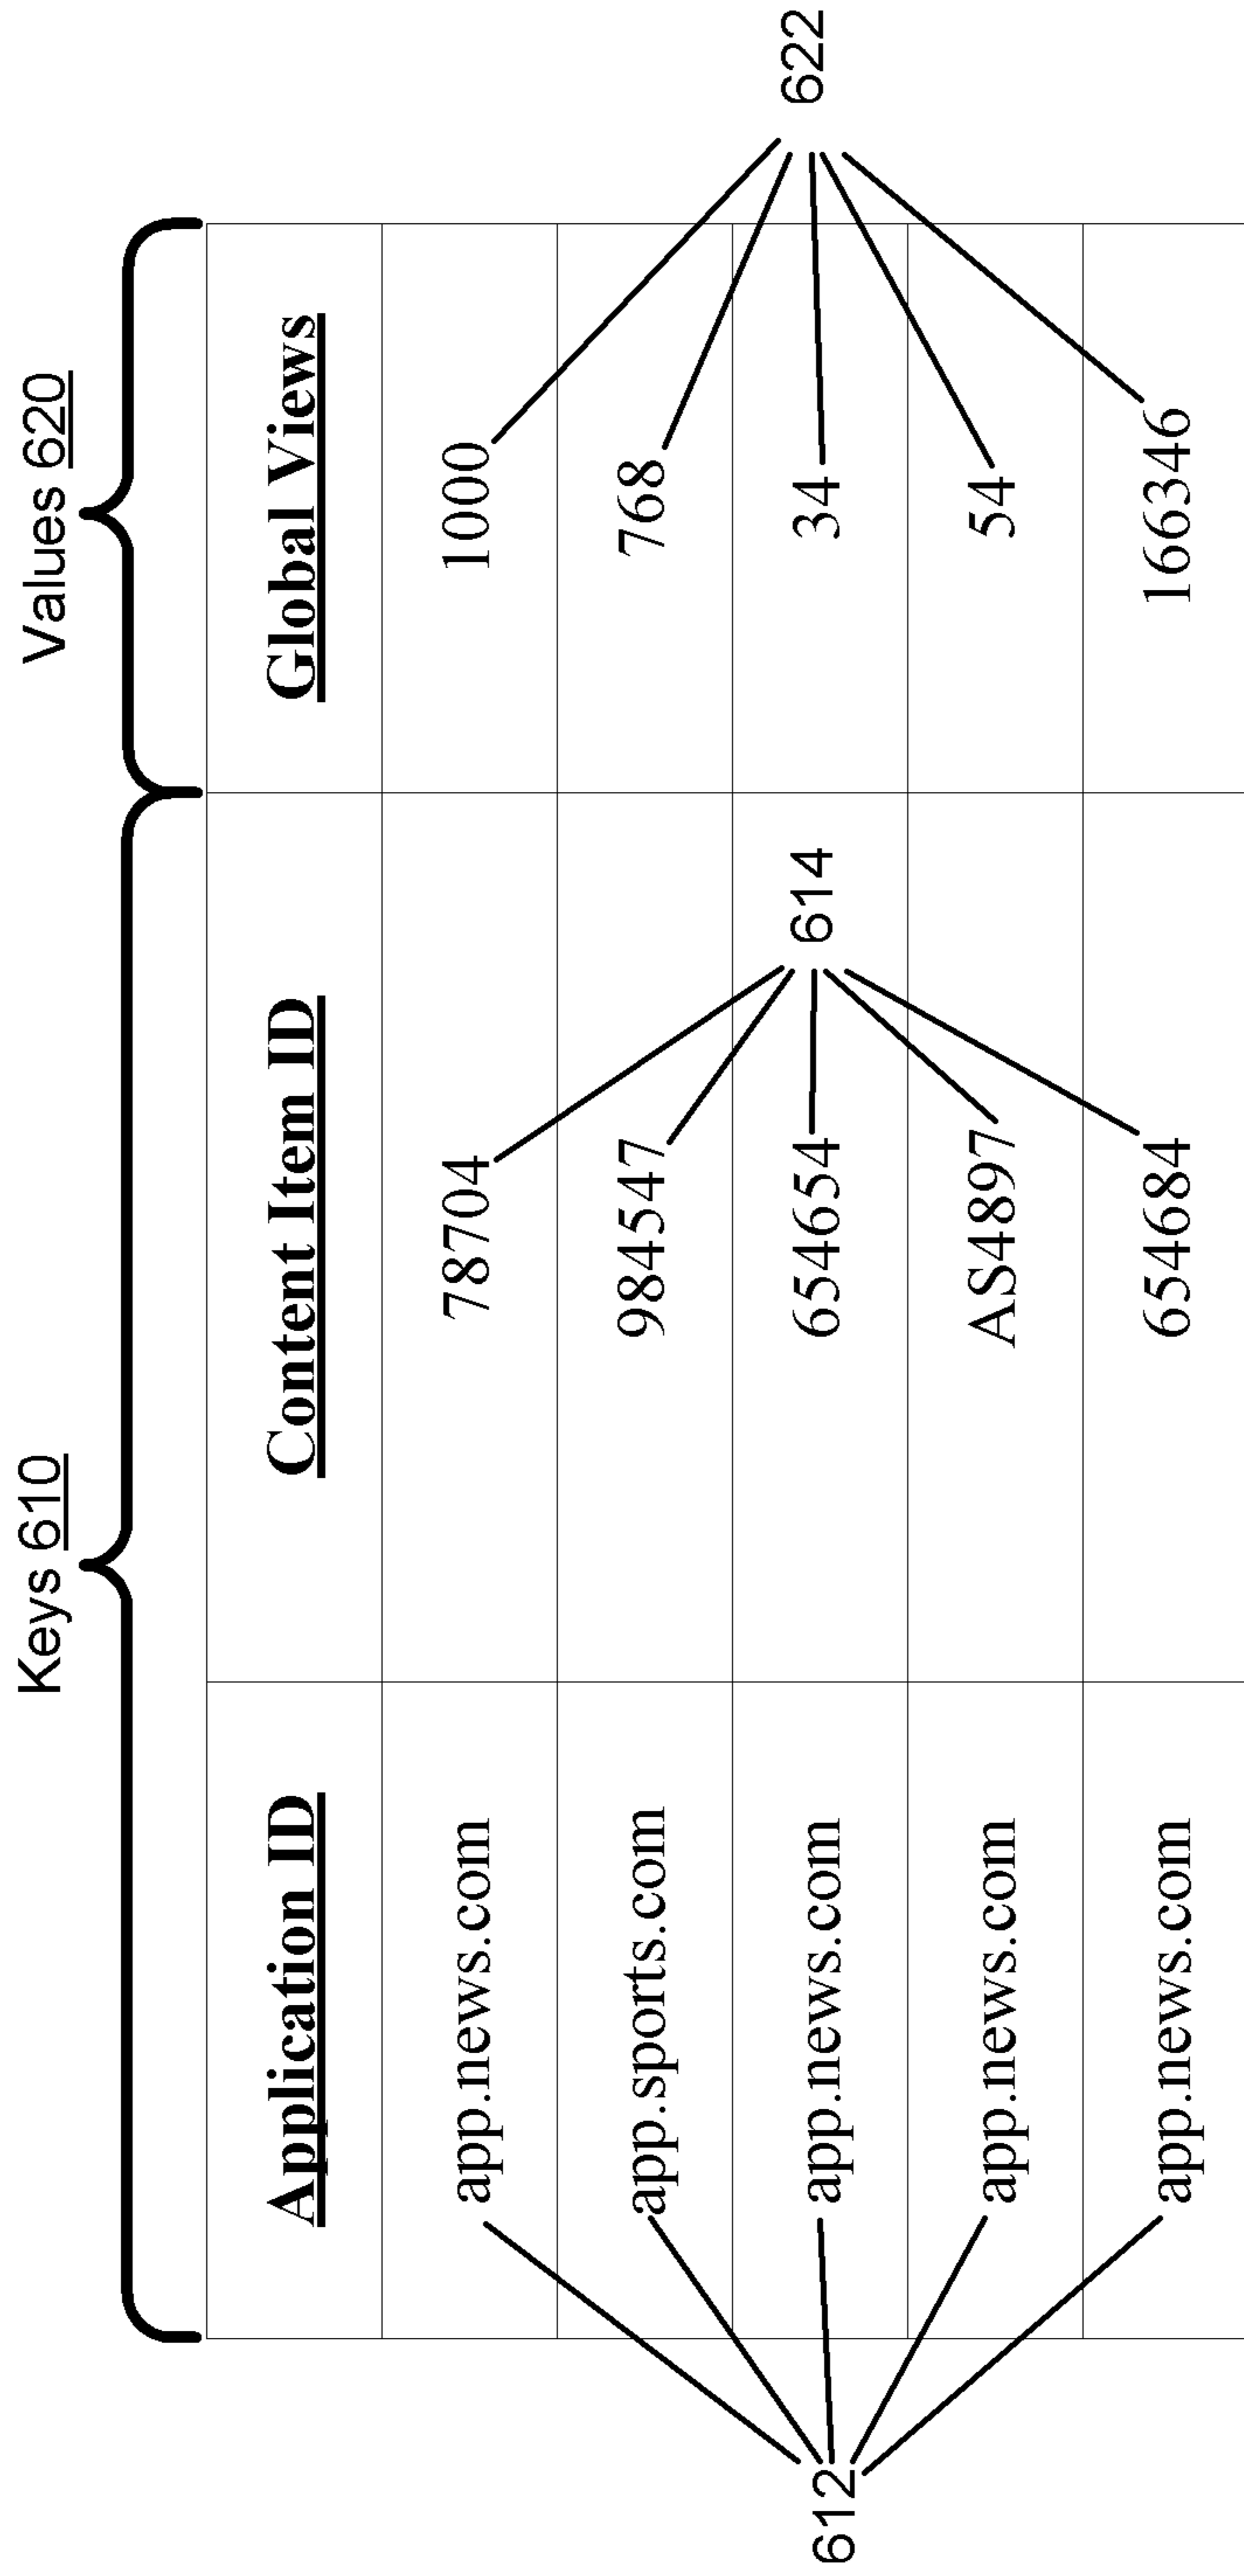 Keys 610
Values 620
Application ID
Content Item ID
Global Views
app.news.com
78704
1000
app.sports.com
984547
768
612
app.news.com
654654
614
34
622
app.news.com
AS4897
54
app.news.com
654684
166346